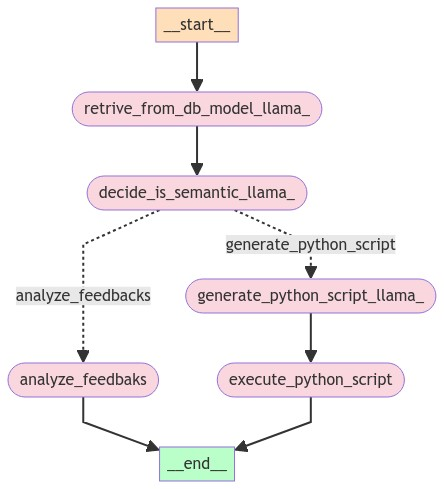 __start__
retrive_from_db_model_llama_
decide_is_semantic_llama_
generate_python_script
analyze_feedbacks
generate_python_script_llama_
analyze_feedbaks
execute_python_script
__end__